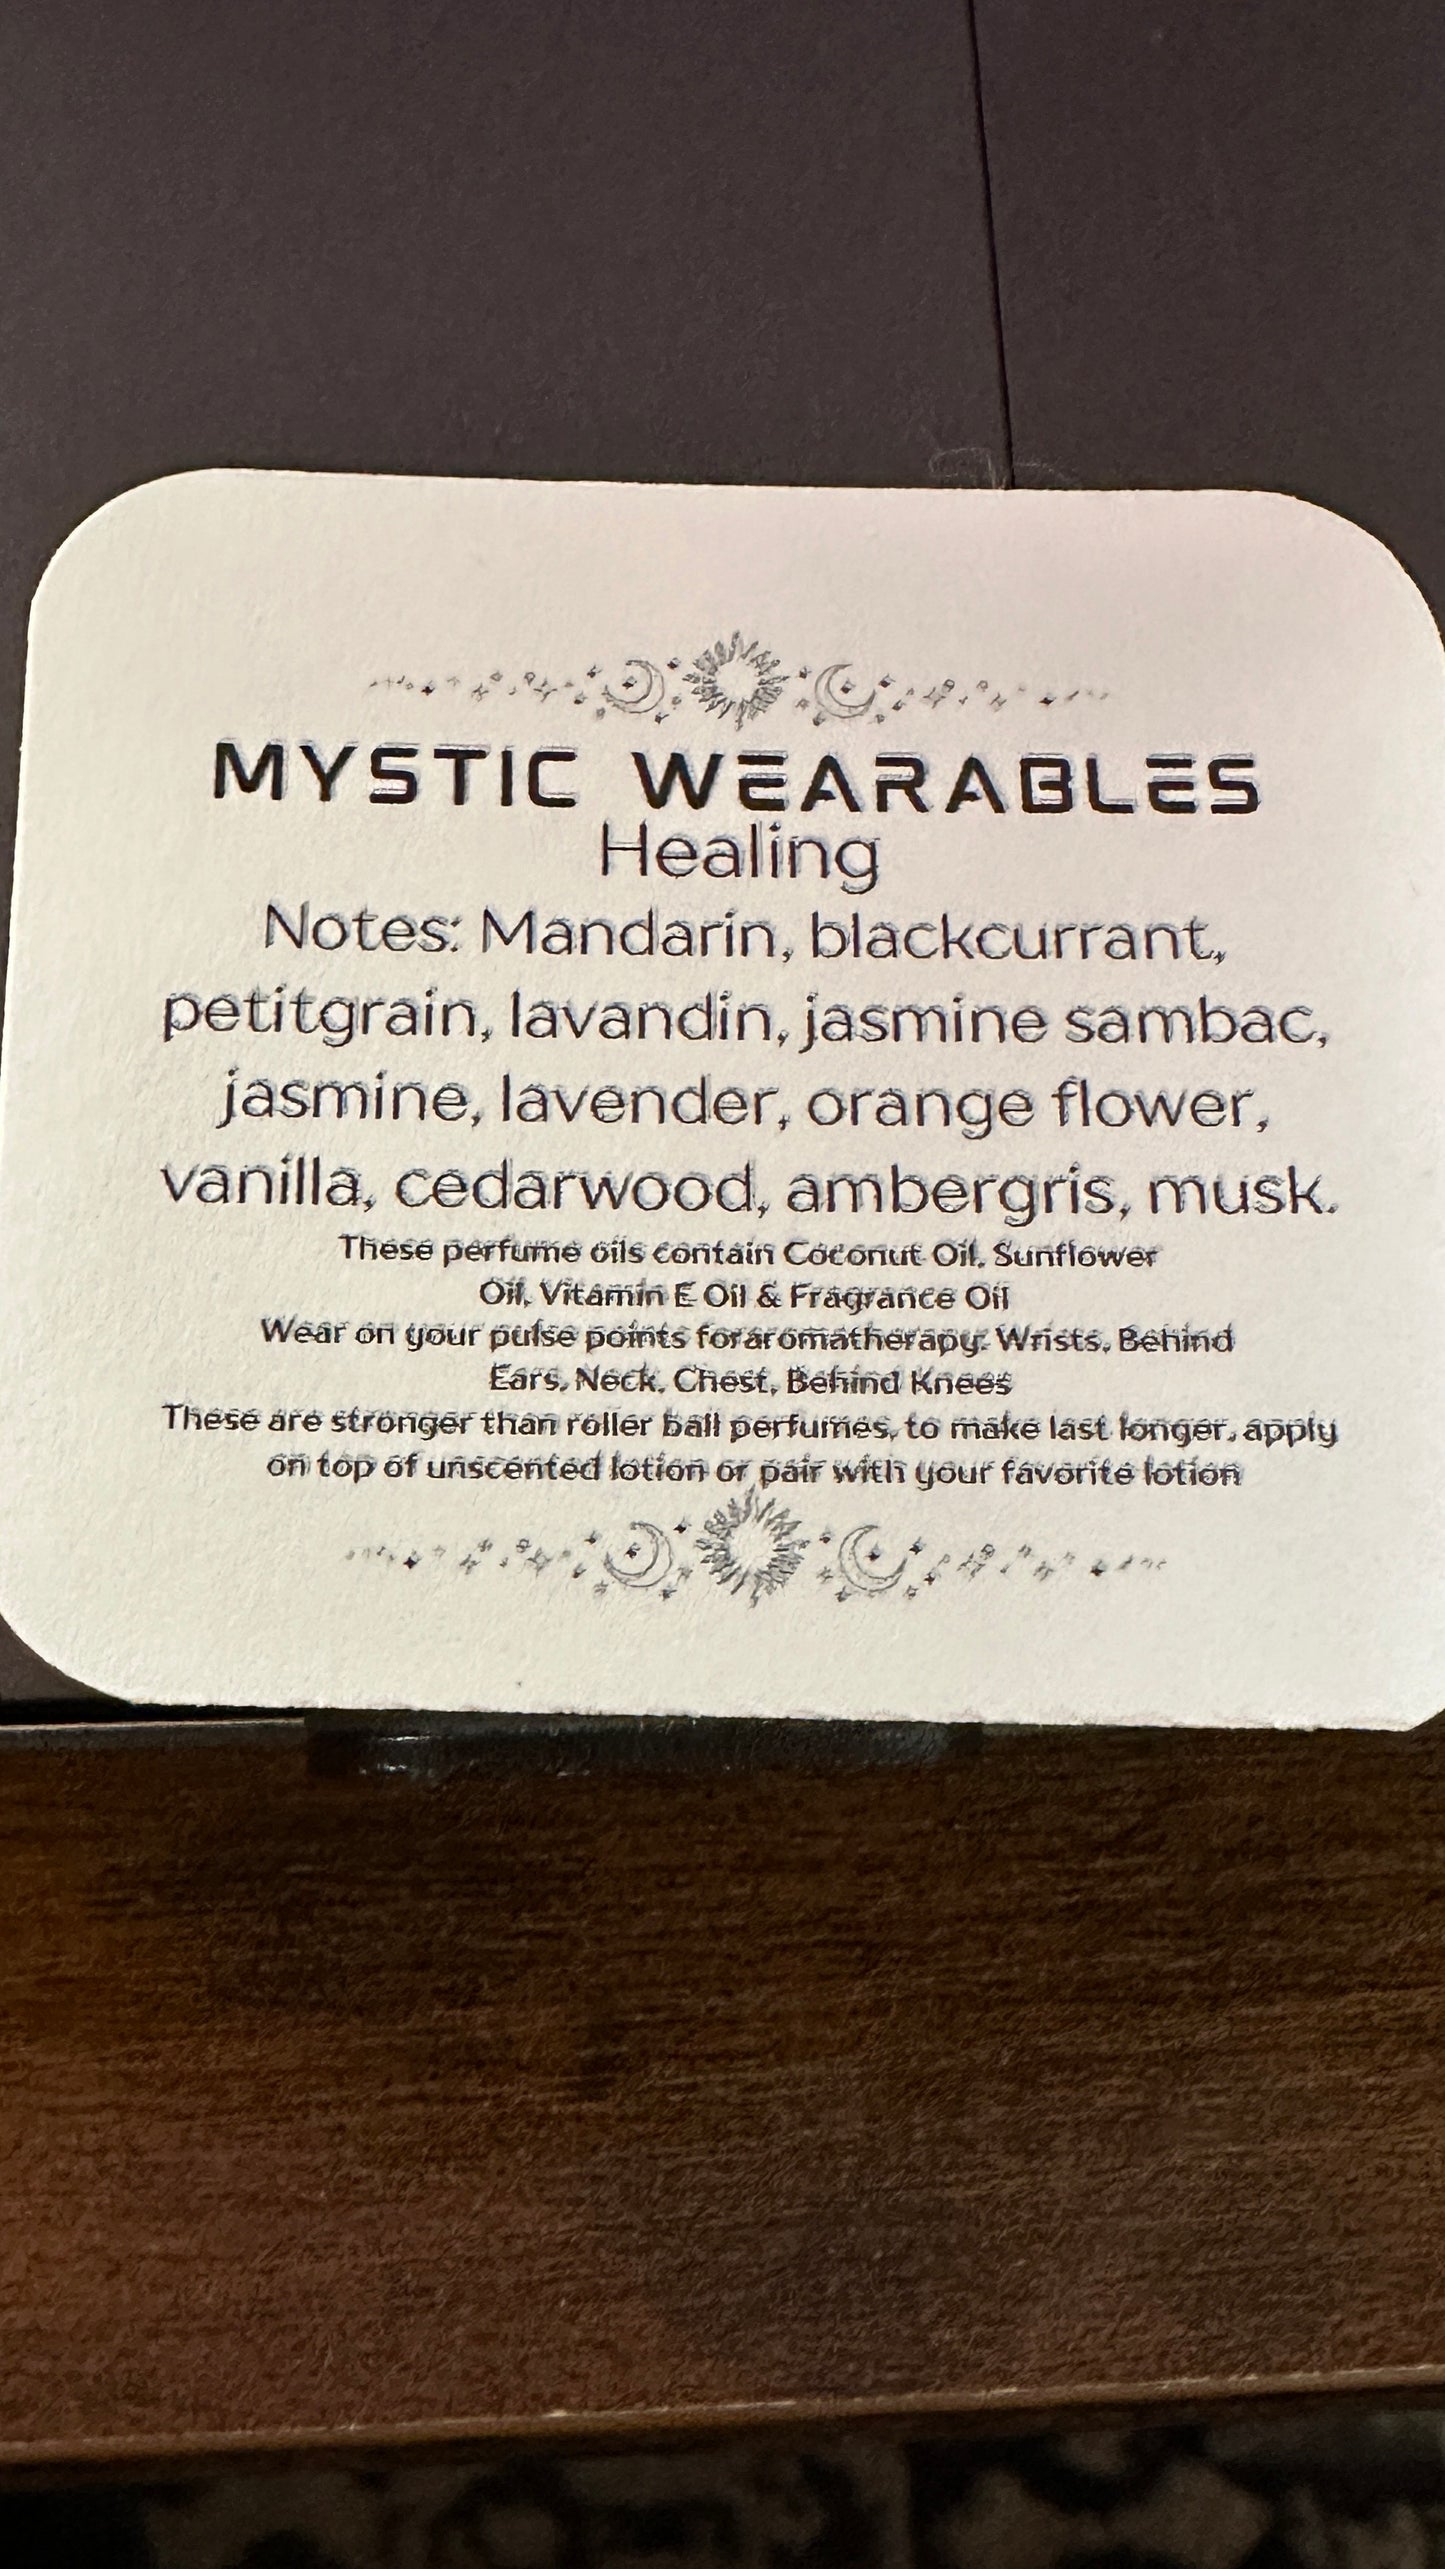 MYSTIC WEARABLES
Healing
Notes: Mandarin, blackcurrant,
petitgrain, lavandin, jasmine sambac,
jasmine, lavender, orange flower,
vanilla, cedarwood, ambergris, musk.
These perfume oils contain Coconut Oil, Sunflower
Oil, Vitamin E Oil & Fragrance Oil
Wear on your pulse points foraromatherapy: Wrists, Behind
Ears, Neck, Chest, Behind Knees
These are stronger than roller ball perfumes, to make last longer, apply
on top of unscented lotion or pair with your favorite lotion